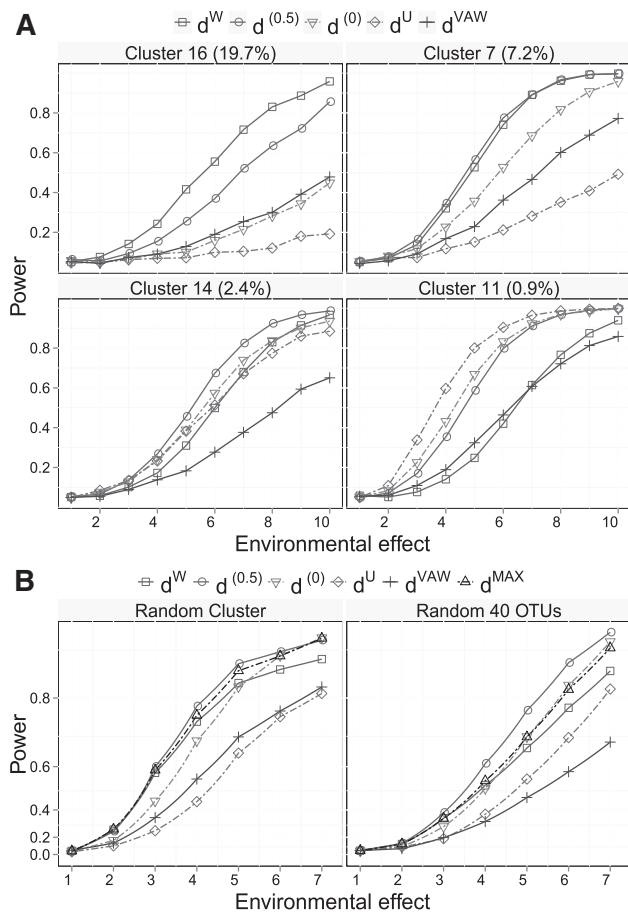 A
d^W d^(0.5) d^(0) d^U d^VAW
Cluster 16 (19.7%) Cluster 7 (7.2%)
0.8
0.6
0.4
0.2
Cluster 14 (2.4%) Cluster 11 (0.9%)
0.8
0.6
0.4
0.2
Power
2 4 6 8 10 2 4 6 8 10
Environmental effect Environmental effect
B
d^W d^(0.5) d^(0) d^U d^VAW d^MAX
Random Cluster Random 40 OTUs
0.8
0.6
0.4
0.2
0.0
Power
1 2 3 4 5 6 7 1 2 3 4 5 6 7
Environmental effect Environmental effect